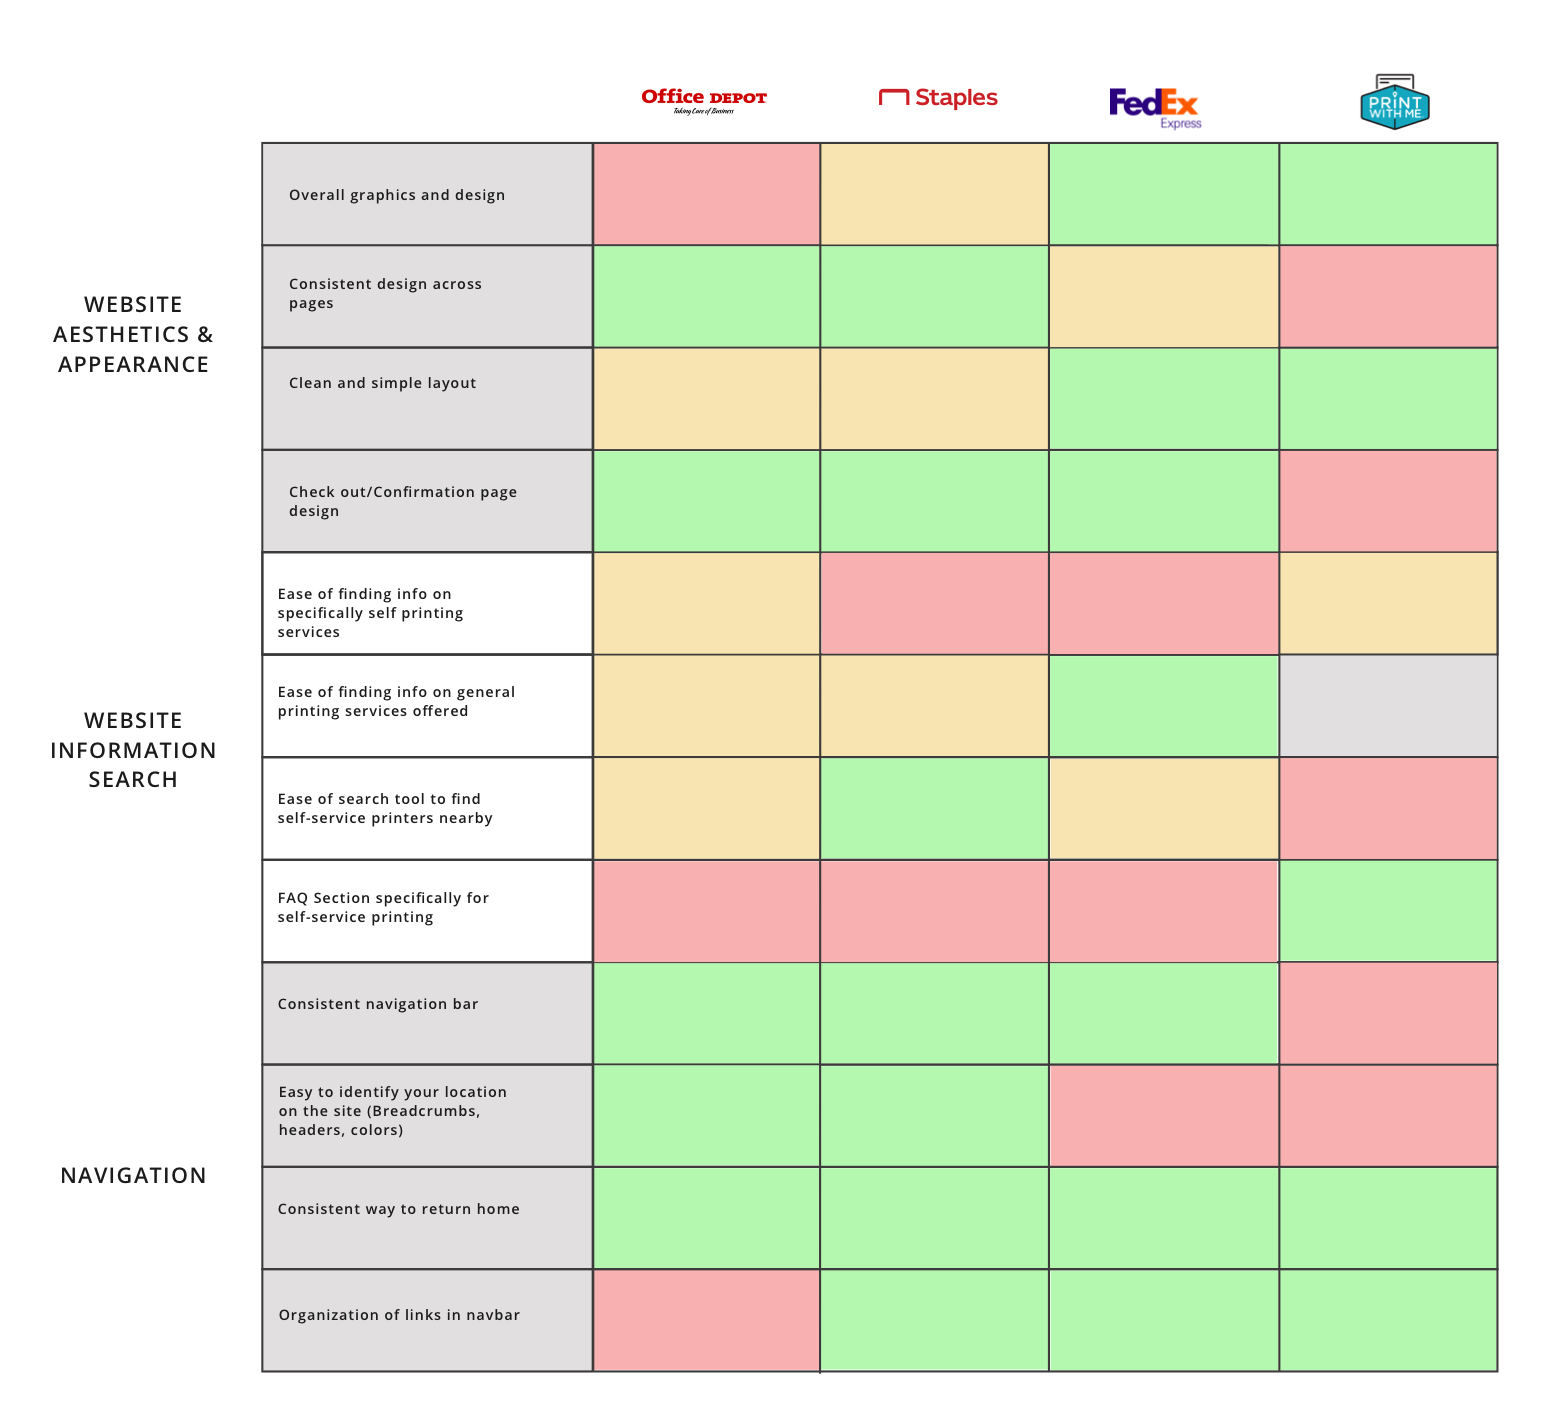 Office DEPOT
Taking Care of Business
Staples
FedEx
Express
PRINT
WITH ME
WEBSITE
AESTHETICS &
APPEARANCE
Overall graphics and design
Consistent design across
pages
Clean and simple layout
Check out/Confirmation page
design
WEBSITE
INFORMATION
SEARCH
Ease of finding info on
specifically self printing
services
Ease of finding info on general
printing services offered
Ease of search tool to find
self-service printers nearby
FAQ Section specifically for
self-service printing
NAVIGATION
Consistent navigation bar
Easy to identify your location
on the site (Breadcrumbs,
headers, colors)
Consistent way to return home
Organization of links in navbar